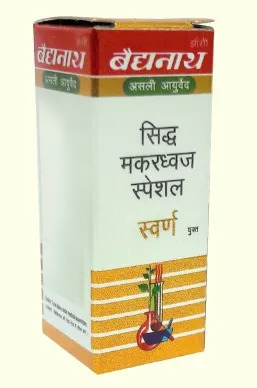 झाँसी
बैद्यनाथ
असली आयुर्वेद
सिद्ध
मकरध्वज
स्पेशल
स्वर्ण युक्त